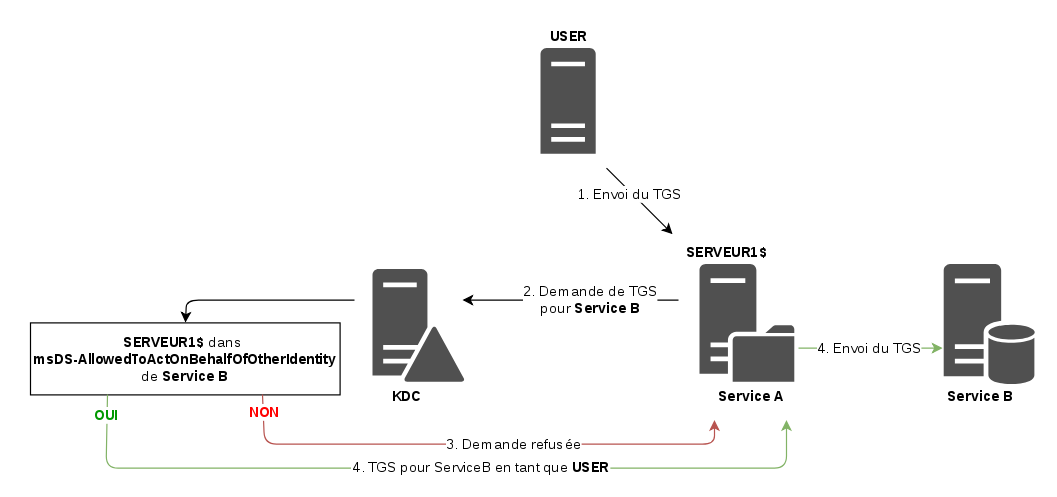 USER
1. Envoi du TGS
SERVEUR1$
2. Demande de TGS
pour Service B
SERVEUR1$ dans
msDS-AllowedToActOnBehalfOfOtherIdentity
de Service B
4. Envoi du TGS
KDC
Service A
Service B
OUI
NON
3. Demande refusée
4. TGS pour ServiceB en tant que USER